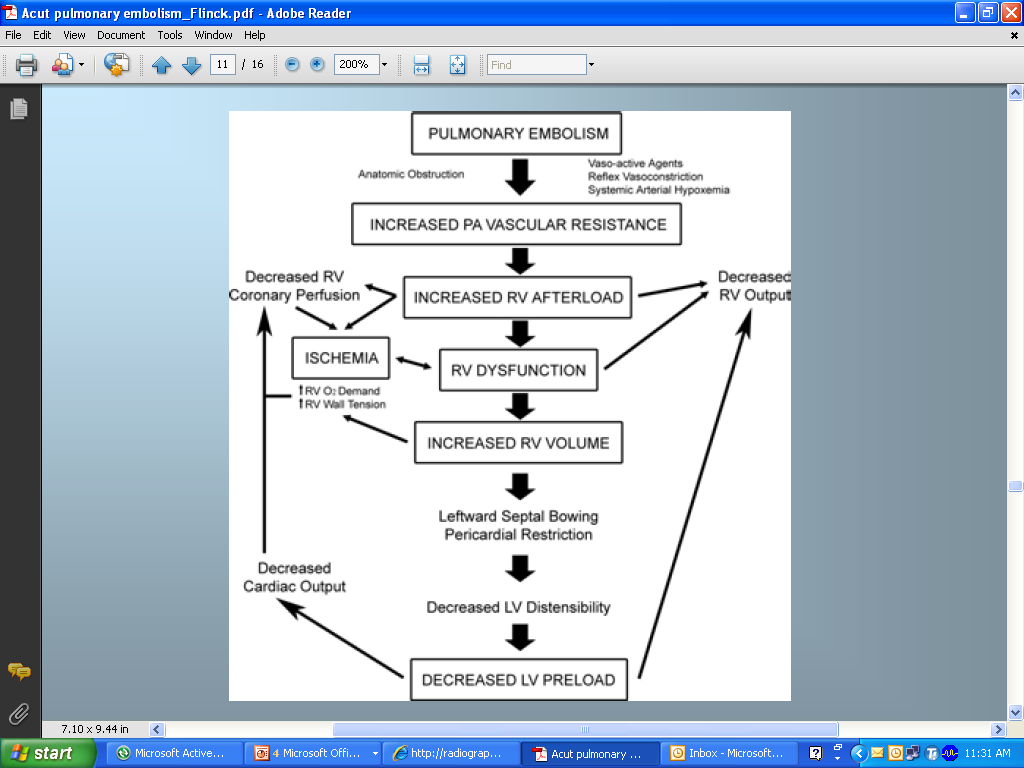 Acut pulmonary embolism_Flinck.pdf - Adobe Reader
File Edit View Document Tools Window Help
11 / 16 200% Find
PULMONARY EMBOLISM
Anatomic Obstruction
Vaso-active Agents
Reflex Vasoconstriction
Systemic Arterial Hypoxemia
INCREASED PA VASCULAR RESISTANCE
Decreased RV
Coronary Perfusion
INCREASED RV AFTERLOAD
Decreased
RV Output
ISCHEMIA
RV DYSFUNCTION
↑RV O₂ Demand
↑RV Wall Tension
INCREASED RV VOLUME
Leftward Septal Bowing
Pericardial Restriction
Decreased
Cardiac Output
Decreased LV Distensibility
DECREASED LV PRELOAD
7.10 x 9.44 in
start Microsoft Active... 4 Microsoft Offi... http://radiograp... Acut pulmonary ... Inbox - Microsoft... 11:31 AM